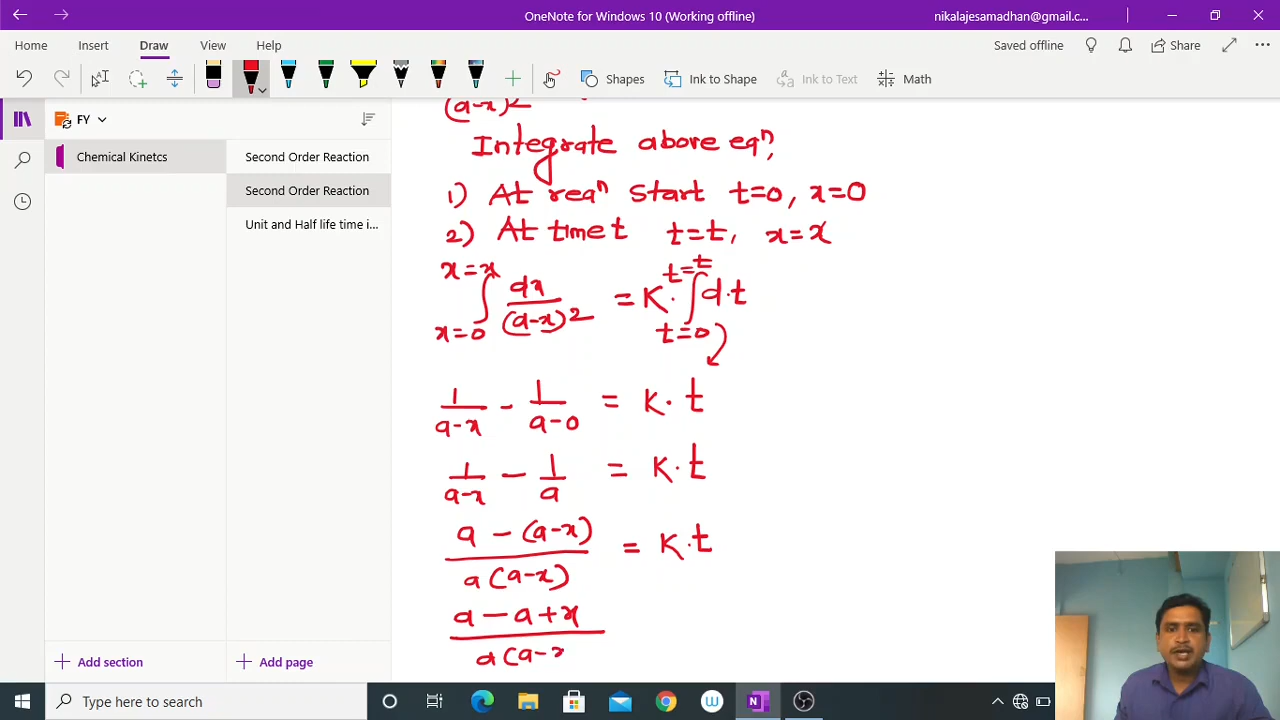 OneNote for Windows 10 (Working offline)
nikalajesamadhan@gmail.c...
Home Insert Draw View Help
Saved offline
Share
Shapes
Ink to Shape
Ink to Text
Math
FY
Chemical Kinetcs
Second Order Reaction
Second Order Reaction
Unit and Half life time i...
Add section
Add page
(a-x)2
Integrate above eqn,
1) At rean start t=0, x=0
2) At time t t=t, x=x
x=x t=t
∫ dx/(a-x)2 = K. ∫ d.t
x=0 t=0
1/(a-x) - 1/(a-0) = K. t
1/(a-x) - 1/a = K. t
a - (a-x) / a(a-x) = K.t
a - a + x
a(a-x
Type here to search